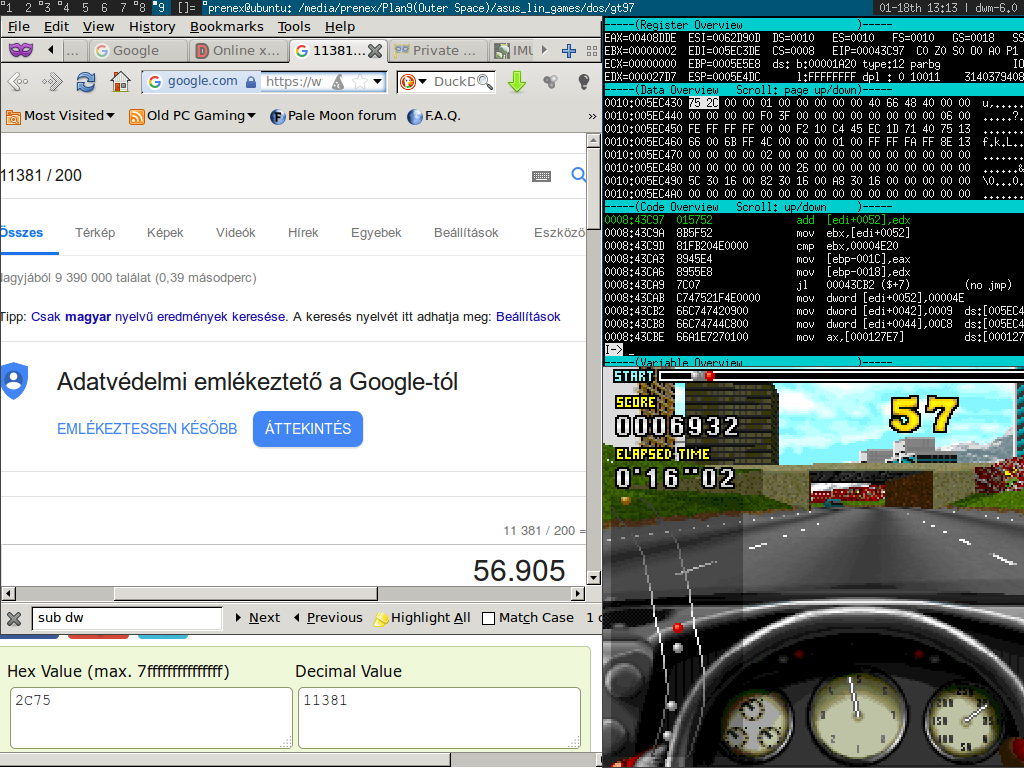 1 2 3 4 5 6 7 8 9 []= prenex@ubuntu: /media/prenex/Plan9(Outer Space)/asus_lin_games/dos/gt97 01-18th 13:13 | dwm-6.0
File Edit View History Bookmarks Tools Help
... Google Online x... 11381... Private ... IMU
google.com https://w DuckD
Most Visited Old PC Gaming Pale Moon forum F.A.Q. »
11381 / 200
Összes Térkép Képek Videók Hírek Egyebek Beállítások Eszközö
lagyjából 9 390 000 találat (0,39 másodperc)
Tipp: Csak magyar nyelvű eredmények keresése. A keresés nyelvét itt adhatja meg: Beállítások
Adatvédelmi emlékeztető a Google-tól
EMLÉKEZTESSEN KÉSŐBB ÁTTEKINTÉS
11 381 / 200 =
56.905
sub dw Next Previous Highlight All Match Case 1 o
Hex Value (max. 7fffffffffffffff) Decimal Value
2C75 11381
-----(Register Overview )-----
EAX=00408DDE ESI=0062D90D DS=0010 ES=0010 FS=0010 GS=0018 SS
EBX=00000002 EDI=005EC3DE CS=0008 EIP=00043C97 C0 Z0 S0 O0 A0 P1
ECX=00000000 EBP=005E5E8 ds: b:00001A20 type:12 parbg IO
EDX=000027D7 ESP=005E4DC l:FFFFFFFF dpl : 0 10011 3140379408
-----(Data Overview Scroll: page up/down)-----
0010:005EC430 75 2C 00 00 01 00 00 00 00 00 40 66 48 40 00 00 u,.....
0010:005EC440 00 00 00 00 00 F0 3F 00 00 00 00 00 00 06 00 00 ......?.
0010:005EC450 FE FF FF FF 00 00 F2 10 C4 45 EC 1D 71 40 75 13
0010:005EC460 66 00 6B FF 4C 00 00 00 01 00 FF FF FA FF 8E 13 f.k.L...
0010:005EC470 00 00 00 00 00 02 00 00 00 00 00 00 00 00 00 00
0010:005EC480 00 00 00 00 00 00 00 26 00 00 00 00 00 00 00 00 .......&
0010:005EC490 5C 30 16 00 82 30 16 00 A8 30 16 00 00 00 00 00 \0...0..
0010:005EC4A0 00 00 00 00 00 00 00 00 00 00 00 00 00 00 00 00
-----(Code Overview Scroll: up/down )-----
0008:43C97 015752 add [edi+0052],edx
0008:43C9A 8B5F52 mov ebx,[edi+0052]
0008:43C9D 81FB204E0000 cmp ebx,00004E20
0008:43CA3 8945E4 mov [ebp-001C],eax
0008:43CA6 8955E8 mov [ebp-0018],edx
0008:43CA9 7C07 jl 00043CB2 ($+7) (no jmp)
0008:43CAB C747521F4E0000 mov dword [edi+0052],00004E
0008:43CB2 66C747420900 mov dword [edi+0042],0009 ds:[005EC4
0008:43CB8 66C74744C800 mov dword [edi+0044],00C8 ds:[005EC4
0008:43CBE 66A1E7270100 mov ax,[000127E7] ds:[000127
I->
-----(Variable Overview )-----
START
SCORE
0006932
57
ELAPSED TIME
0'16"02